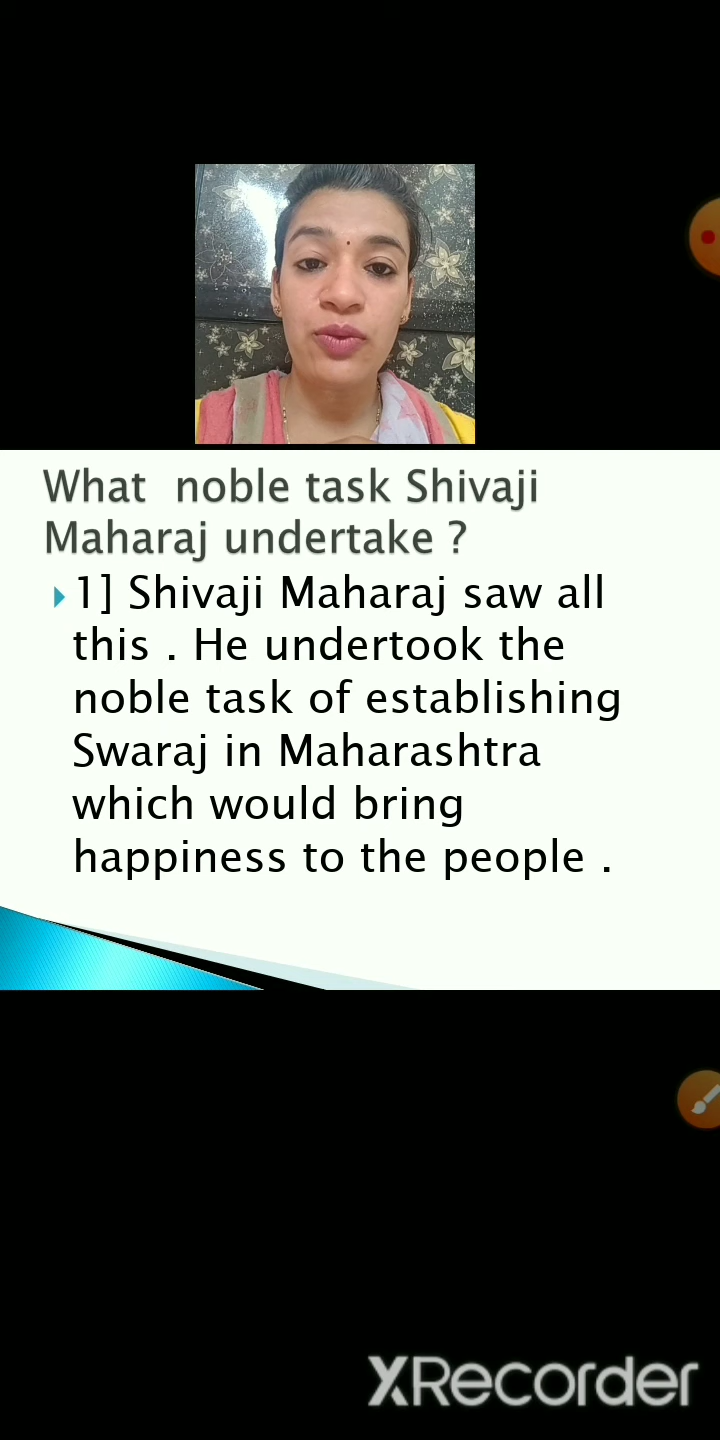 What  noble task Shivaji
Maharaj undertake ?
1] Shivaji Maharaj saw all
this . He undertook the
noble task of establishing
Swaraj in Maharashtra
which would bring
happiness to the people .
XRecorder